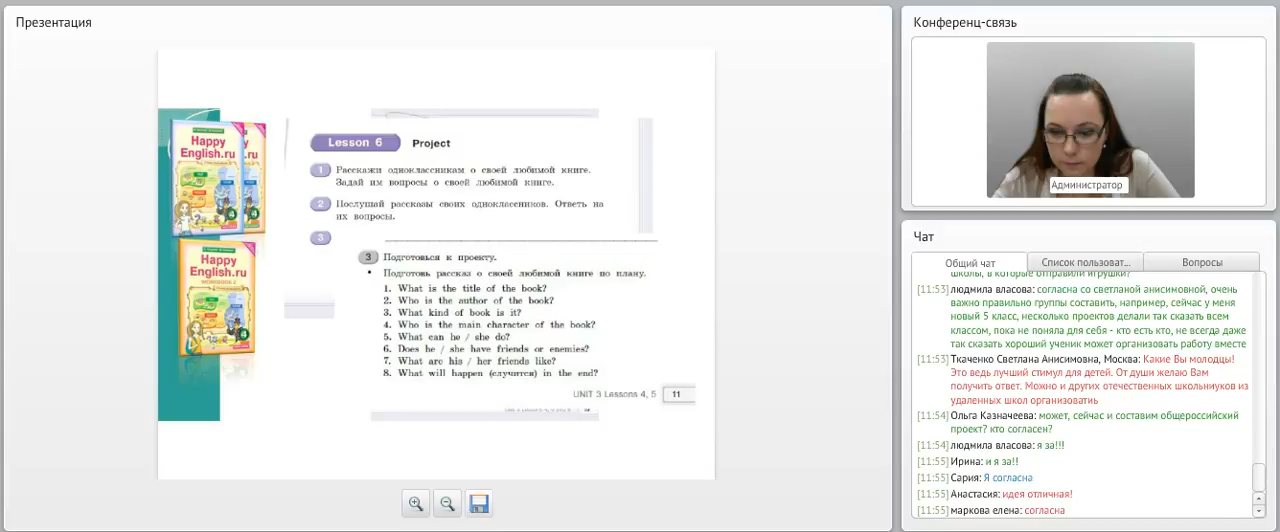 Презентация
Happy
English.ru
Happy
English.ru
Lesson 6 Project
1 Расскажи одноклассникам о своей любимой книге.
Задай им вопросы о своей любимой книге.
2 Послушай рассказы своих одноклассников. Ответь на
их вопросы.
3
3 Подготовься к проекту.
• Подготовь рассказ о своей любимой книге по плану.
1. What is the title of the book?
2. Who is the author of the book?
3. What kind of book is it?
4. Who is the main character of the book?
5. What can he / she do?
6. Does he / she have friends or enemies?
7. What are his / her friends like?
8. What will happen (случится) in the end?
UNIT 3 Lessons 4, 5 11
Конференц-связь
Администратор
Чат
Общий чат Список пользоват... Вопросы
школы, в которые отправили игрушки?
[11:53] людмила власова: согласна со светланой анисимовной, очень
важно правильно группы составить, например, сейчас у меня
новый 5 класс, несколько проектов делали так сказать всем
классом, пока не поняла для себя - кто есть кто, не всегда даже
так сказать хороший ученик может организовать работу вместе
[11:53] Ткаченко Светлана Анисимовна, Москва: Какие Вы молодцы!
Это ведь лучший стимул для детей. От души желаю Вам
получить ответ. Можно и других отечественных школьниуков из
удаленных школ организоватиь
[11:54] Ольга Казначеева: может, сейчас и составим общероссийский
проект? кто согласен?
[11:54] людмила власова: я за!!!
[11:55] Ирина: и я за!!
[11:55] Сария: Я согласна
[11:55] Анастасия: идея отличная!
[11:55] маркова елена: согласна